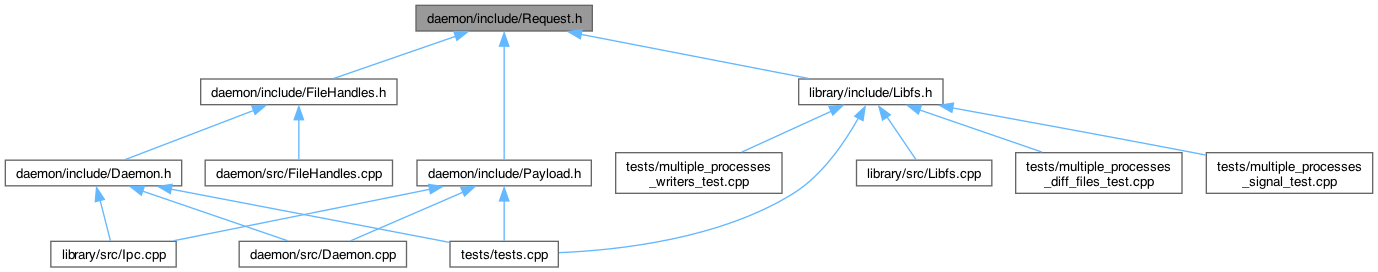 daemon/include/Request.h
daemon/include/FileHandles.h
library/include/Libfs.h
daemon/include/Daemon.h
daemon/src/FileHandles.cpp
daemon/include/Payload.h
tests/multiple_processes
_writers_test.cpp
library/src/Libfs.cpp
tests/multiple_processes
_diff_files_test.cpp
tests/multiple_processes
_signal_test.cpp
library/src/Ipc.cpp
daemon/src/Daemon.cpp
tests/tests.cpp